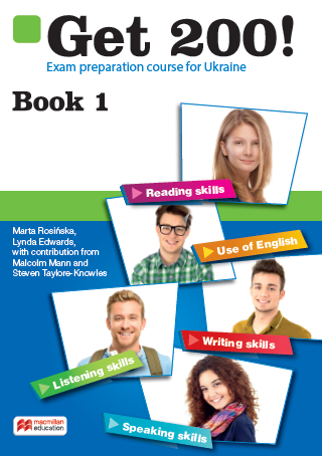 Get 200!
Exam preparation course for Ukraine
Book 1
Reading skills
Marta Rosińska,
Lynda Edwards,
with contribution from
Malcolm Mann and
Steven Taylore-Knowles
Use of English
Writing skills
Listening skills
Speaking skills
macmillan
education